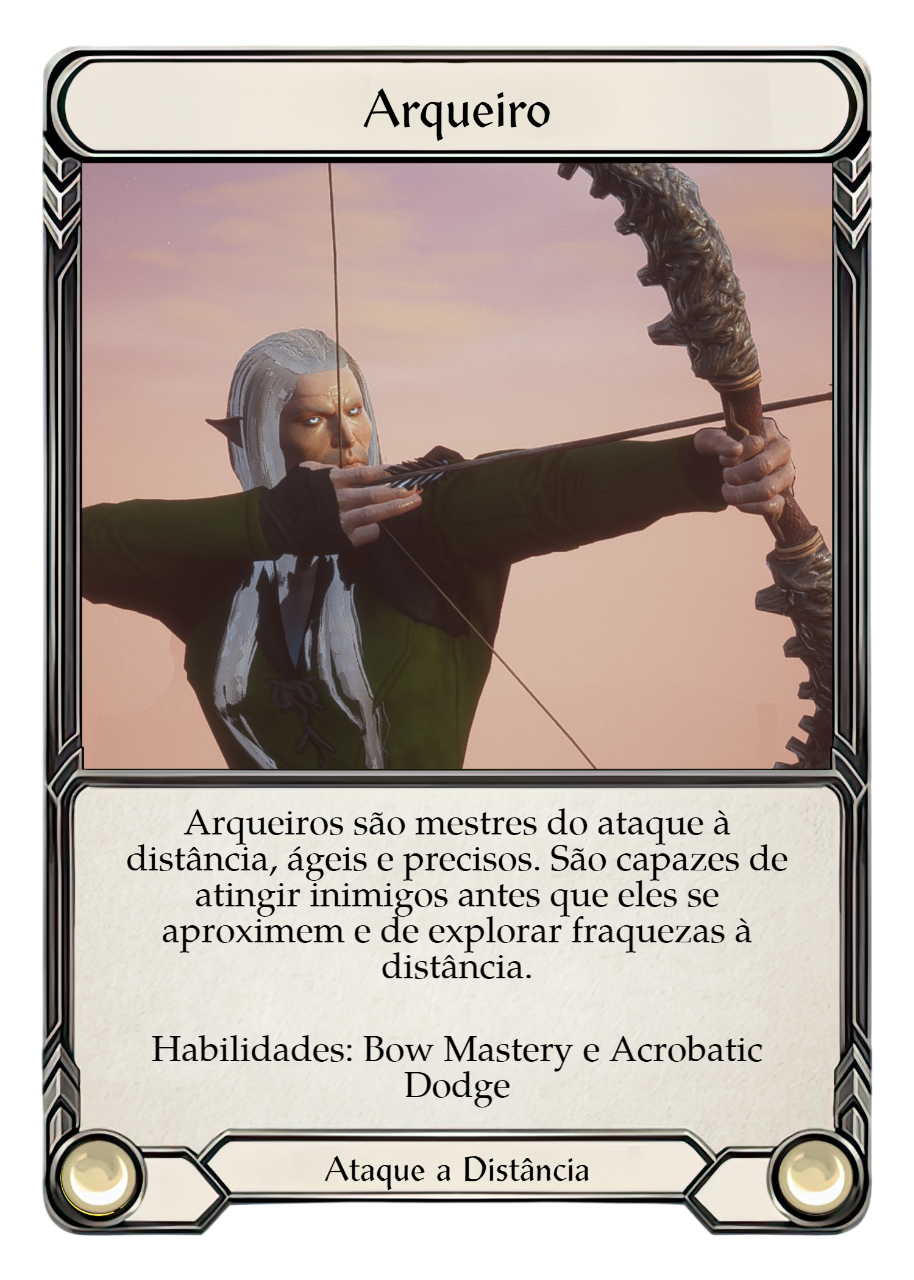 Arqueiro
Arqueiros são mestres do ataque à
distância, ágeis e precisos. São capazes de
atingir inimigos antes que eles se
aproximem e de explorar fraquezas à
distância.
Habilidades: Bow Mastery e Acrobatic
Dodge
Ataque a Distância